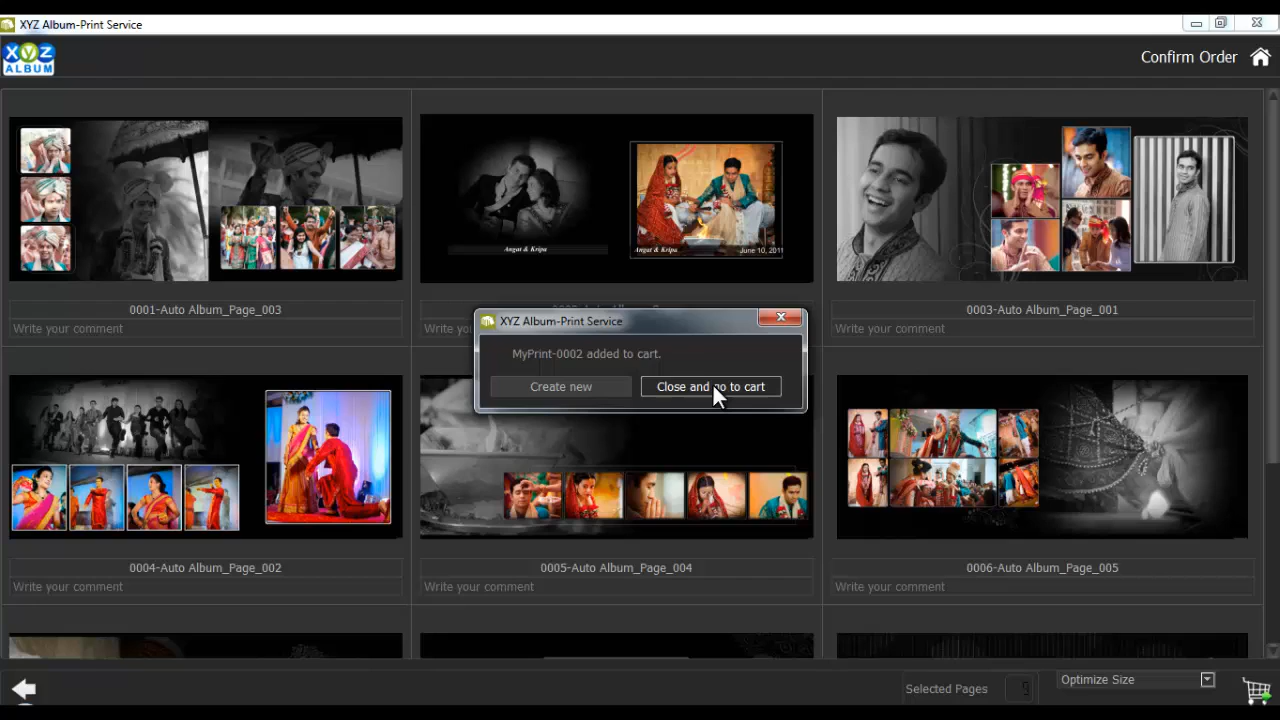 XYZ Album-Print Service
XYZ
ALBUM
Confirm Order
Angat & Kripa
Angat & Kripa
June 10, 2011
0001-Auto Album_Page_003
0003-Auto Album_Page_001
Write your comment
Write you
Write your comment
XYZ Album-Print Service
MyPrint-0002 added to cart.
Create new
Close and go to cart
0004-Auto Album_Page_002
0005-Auto Album_Page_004
0006-Auto Album_Page_005
Write your comment
Write your comment
Write your comment
Selected Pages
9
Optimize Size